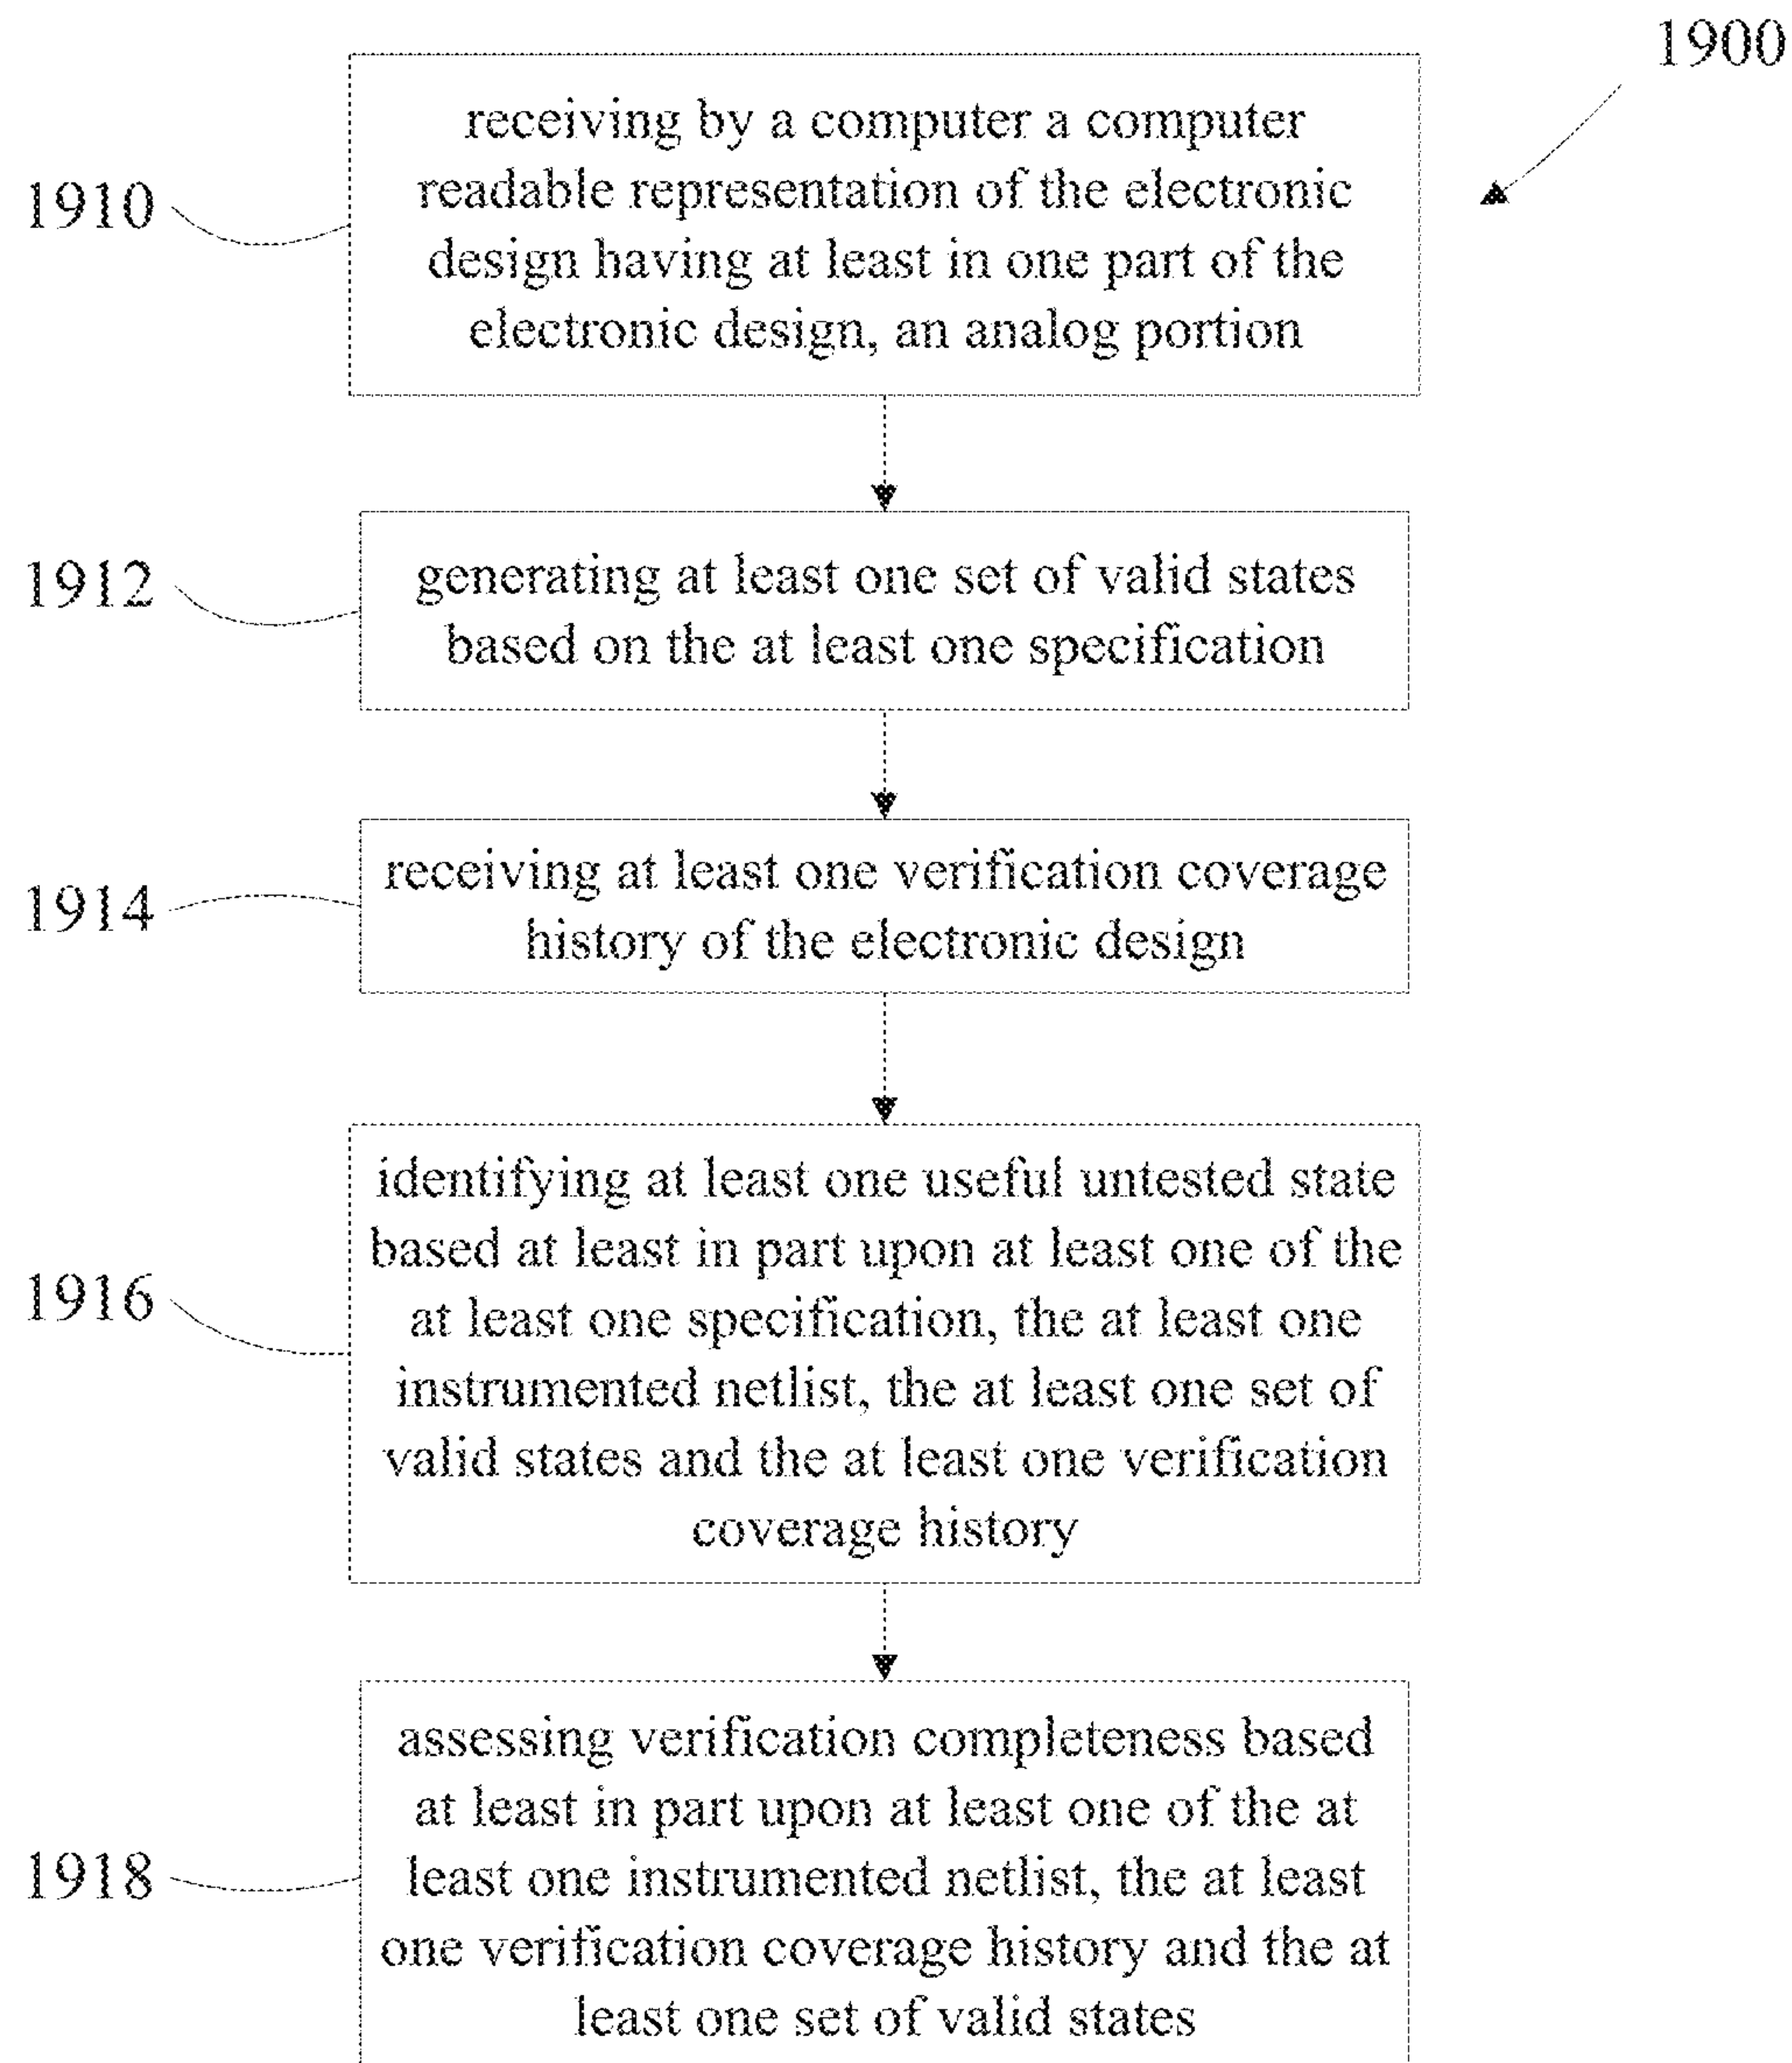 1900
receiving by a computer a computer
readable representation of the electronic
design having at least in one part of the
electronic design, an analog portion
1910
generating at least one set of valid states
based on the at least one specification
1912
receiving at least one verification coverage
history of the electronic design
1914
identifying at least one useful untested state
based at least in part upon at least one of the
at least one specification, the at least one
instrumented netlist, the at least one set of
valid states and the at least one verification
coverage history
1916
assessing verification completeness based
at least in part upon at least one of the at
least one instrumented netlist, the at least
one verification coverage history and the at
least one set of valid states
1918